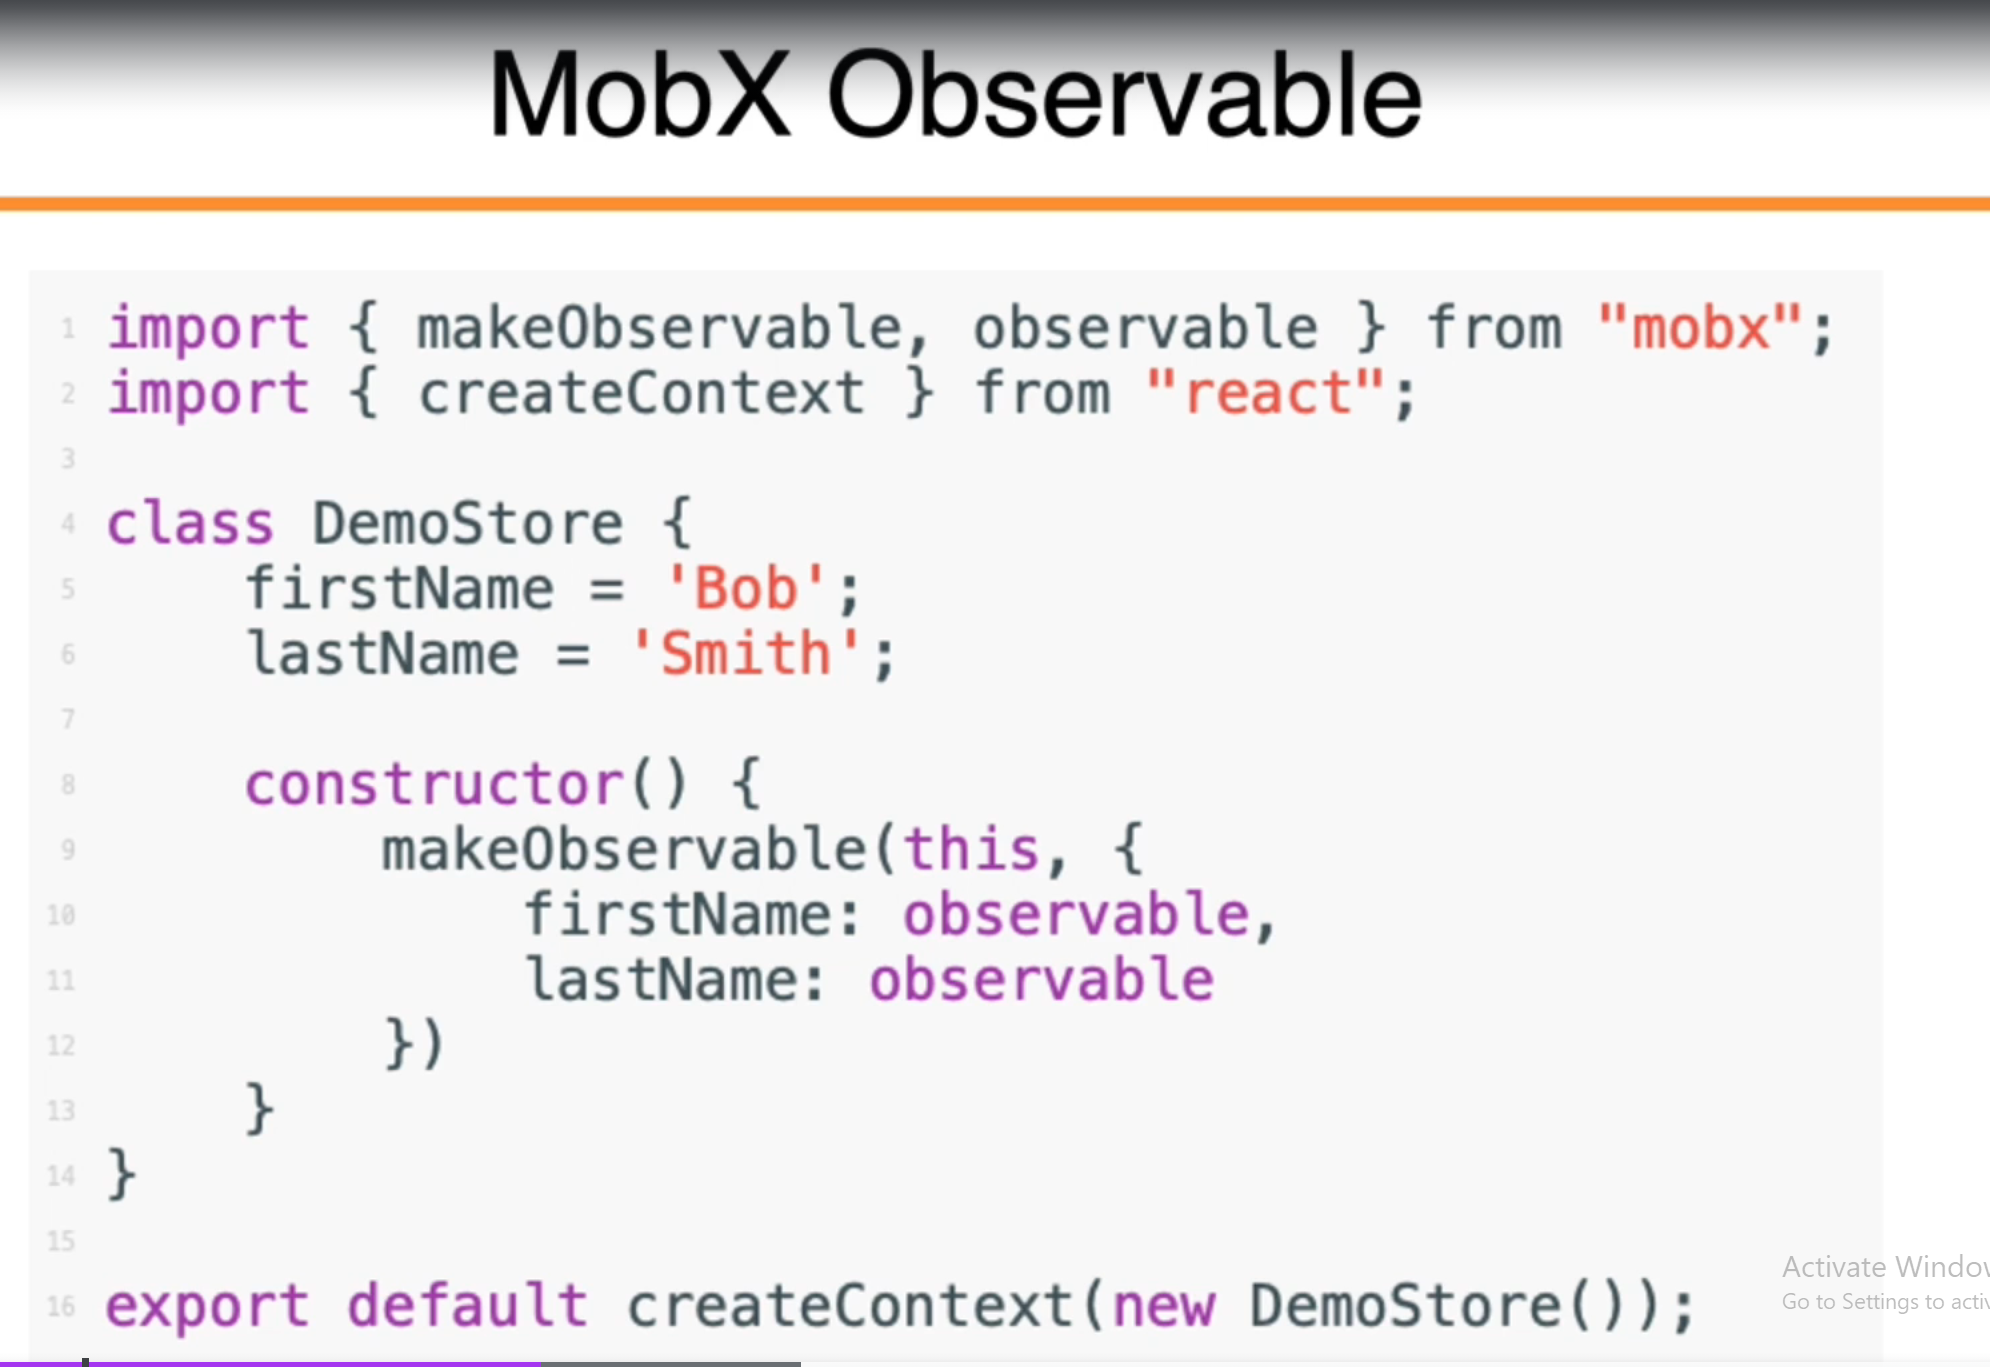 MobX Observable
1 import { makeObservable, observable } from "mobx";
2 import { createContext } from "react";
3
4 class DemoStore {
5 firstName = 'Bob';
6 lastName = 'Smith';
7
8 constructor() {
9 makeObservable(this, {
10 firstName: observable,
11 lastName: observable
12 })
13 }
14 }
15
16 export default createContext(new DemoStore());
Activate Window
Go to Settings to activ